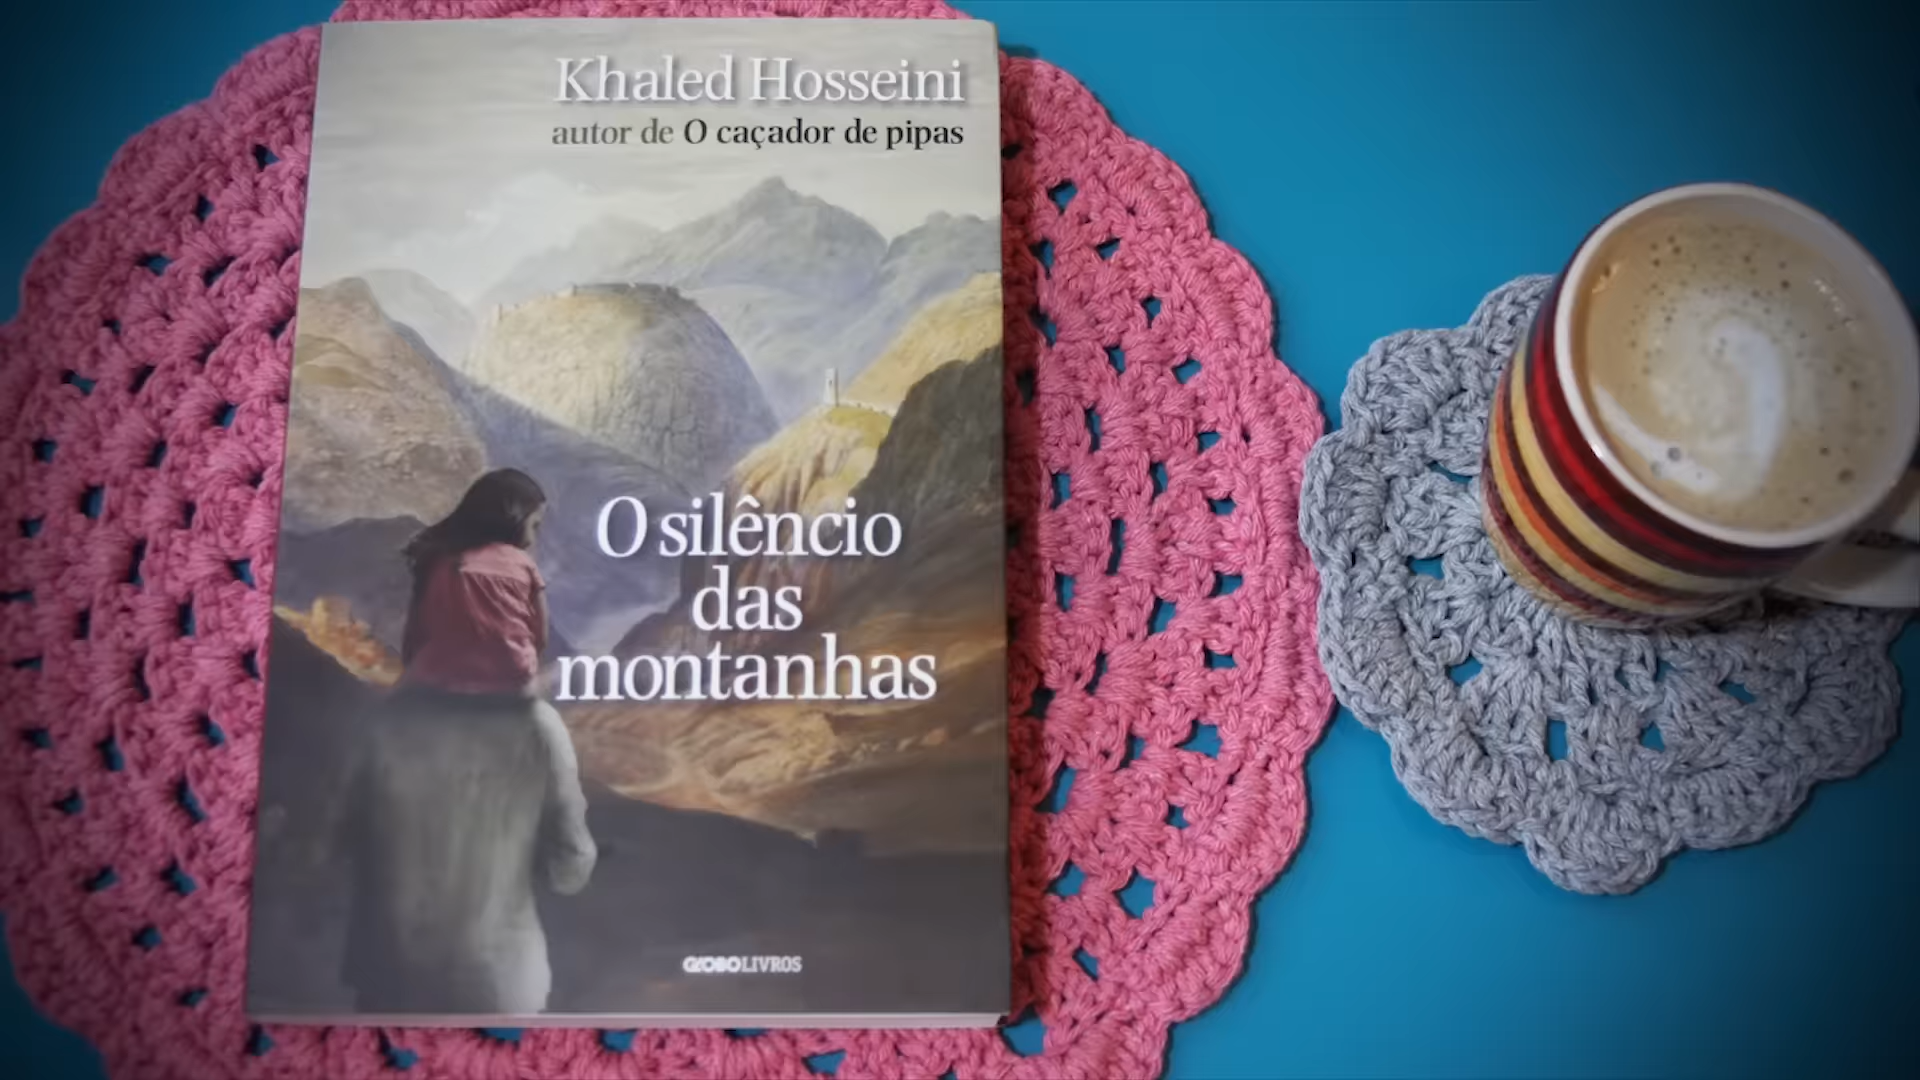 Khaled Hosseini
autor de O caçador de pipas
O silêncio
das
montanhas
GLOBOLIVROS